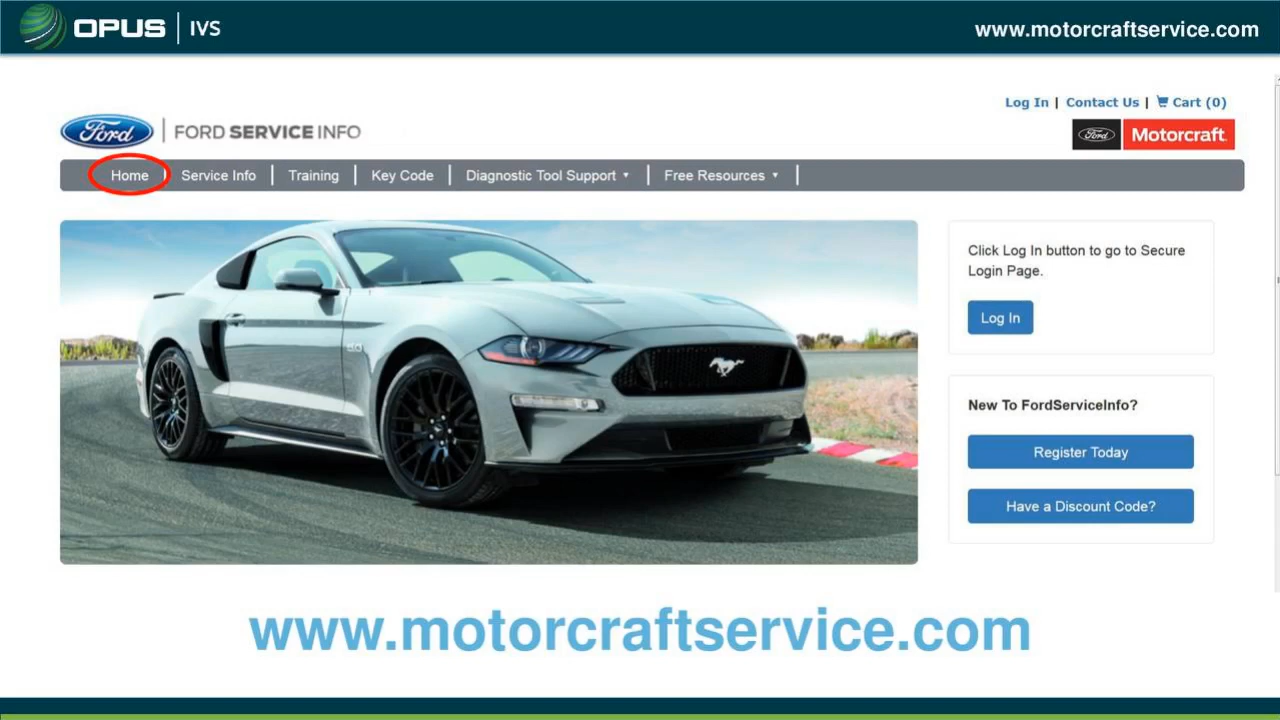 OPUS | IVS
www.motorcraftservice.com
Log In | Contact Us | Cart (0)
Ford | FORD SERVICE INFO
Ford Motorcraft
Home | Service Info | Training | Key Code | Diagnostic Tool Support | Free Resources |
Click Log In button to go to Secure
Login Page.
Log In
5.0
New To FordServiceInfo?
Register Today
Have a Discount Code?
www.motorcraftservice.com